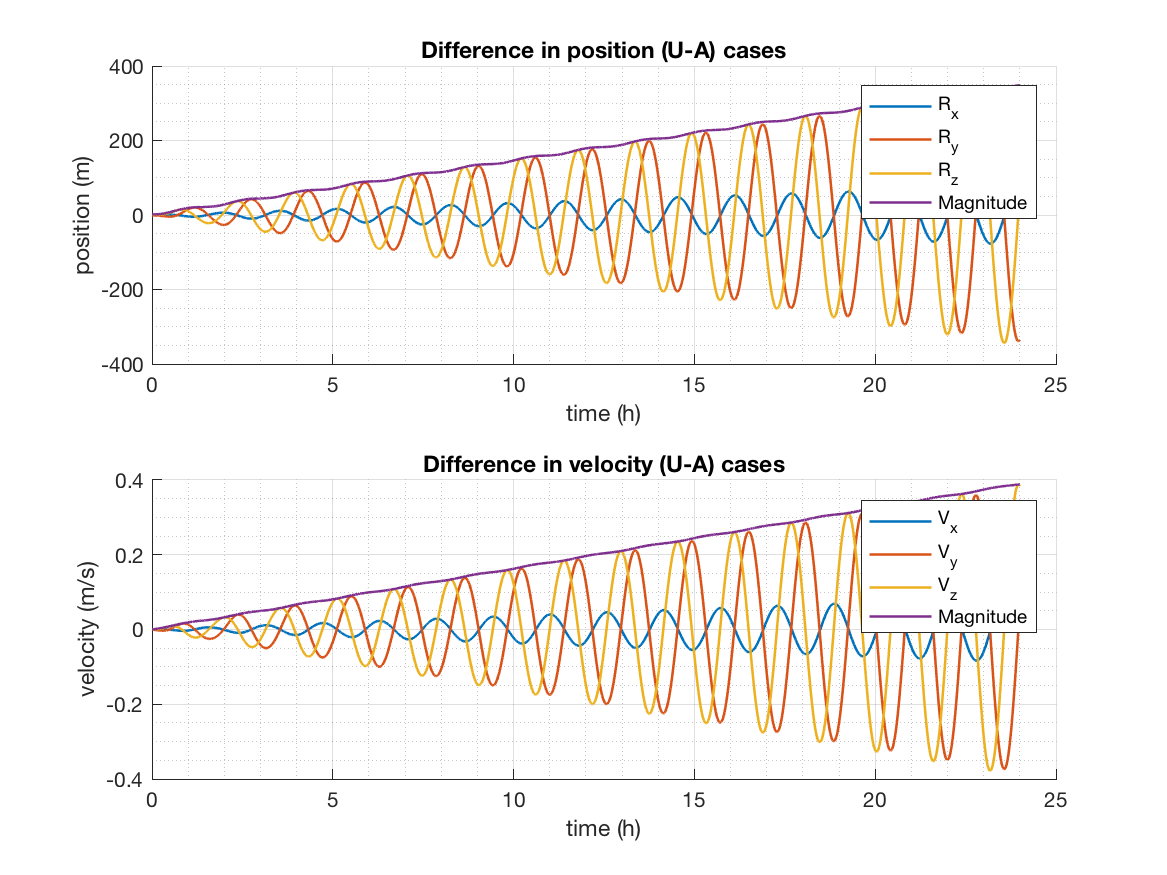 Difference in position (U-A) cases
400
200
0
-200
-400
position (m)
0 5 10 15 20 25
time (h)
R_x
R_y
R_z
Magnitude
Difference in velocity (U-A) cases
0.4
0.2
0
-0.2
-0.4
velocity (m/s)
0 5 10 15 20 25
time (h)
V_x
V_y
V_z
Magnitude